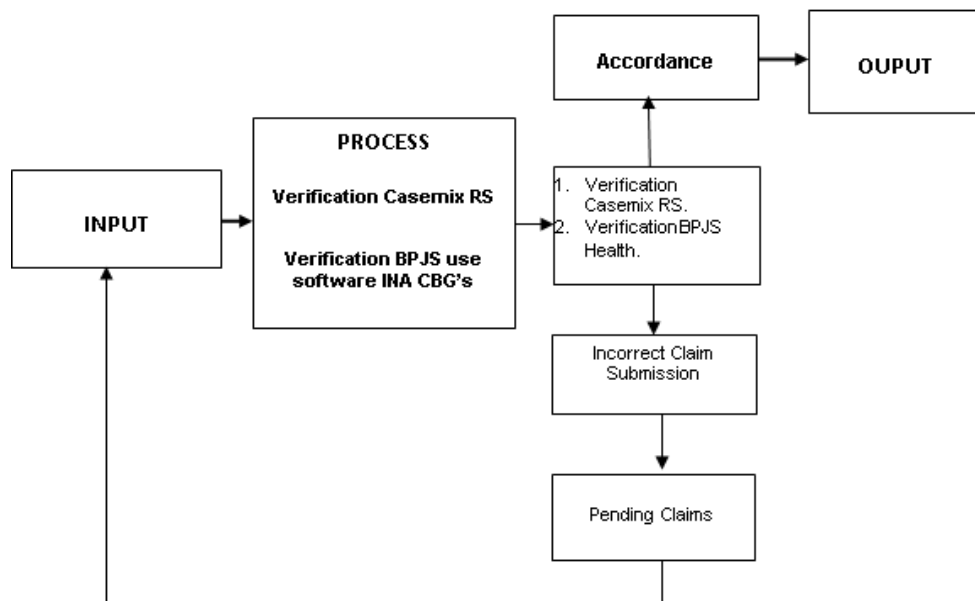 INPUT
PROCESS
Verification Casemix RS
Verification BPJS use
software INA CBG's
Accordance
OUPUT
1. Verification
Casemix RS.
2. VerificationBPJS
Health.
Incorrect Claim
Submission
Pending Claims